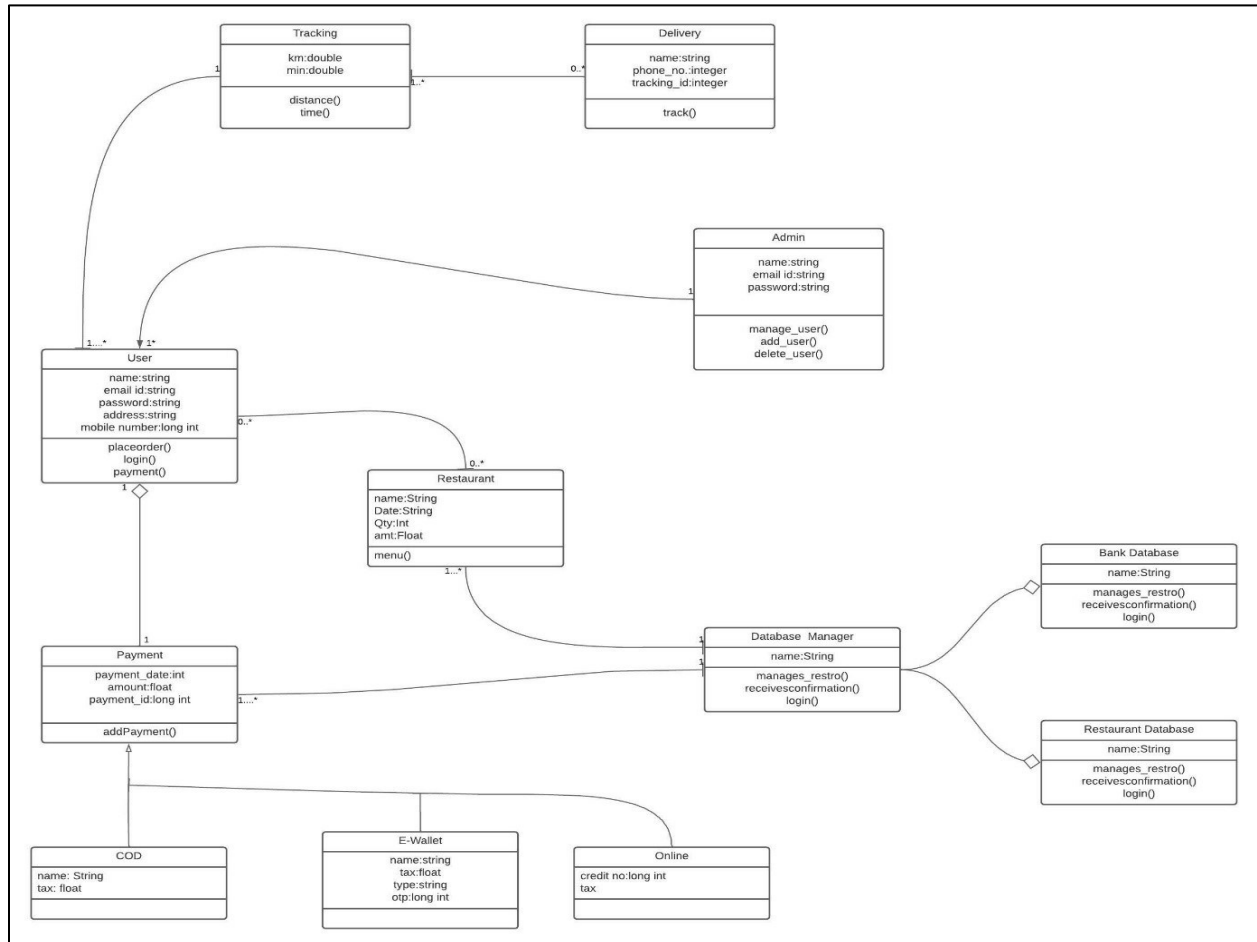 Tracking
km:double
min:double
distance()
time()
1
1..*
0..*
Delivery
name:string
phone_no.:integer
tracking_id:integer
track()
Admin
name:string
email id:string
password:string
manage_user()
add_user()
delete_user()
1
1....*
1*
User
name:string
email id:string
password:string
address:string
mobile number:long int
placeorder()
login()
payment()
0..*
0..*
1
Restaurant
name:String
Date:String
Qty:Int
amt:Float
menu()
1...*
Bank Database
name:String
manages_restro()
receivesconfirmation()
login()
1
1
Database Manager
name:String
manages_restro()
receivesconfirmation()
login()
1
Payment
payment_date:int
amount:float
payment_id:long int
addPayment()
1....*
Restaurant Database
name:String
manages_restro()
receivesconfirmation()
login()
COD
name: String
tax: float
E-Wallet
name:string
tax:float
type:string
otp:long int
Online
credit no:long int
tax